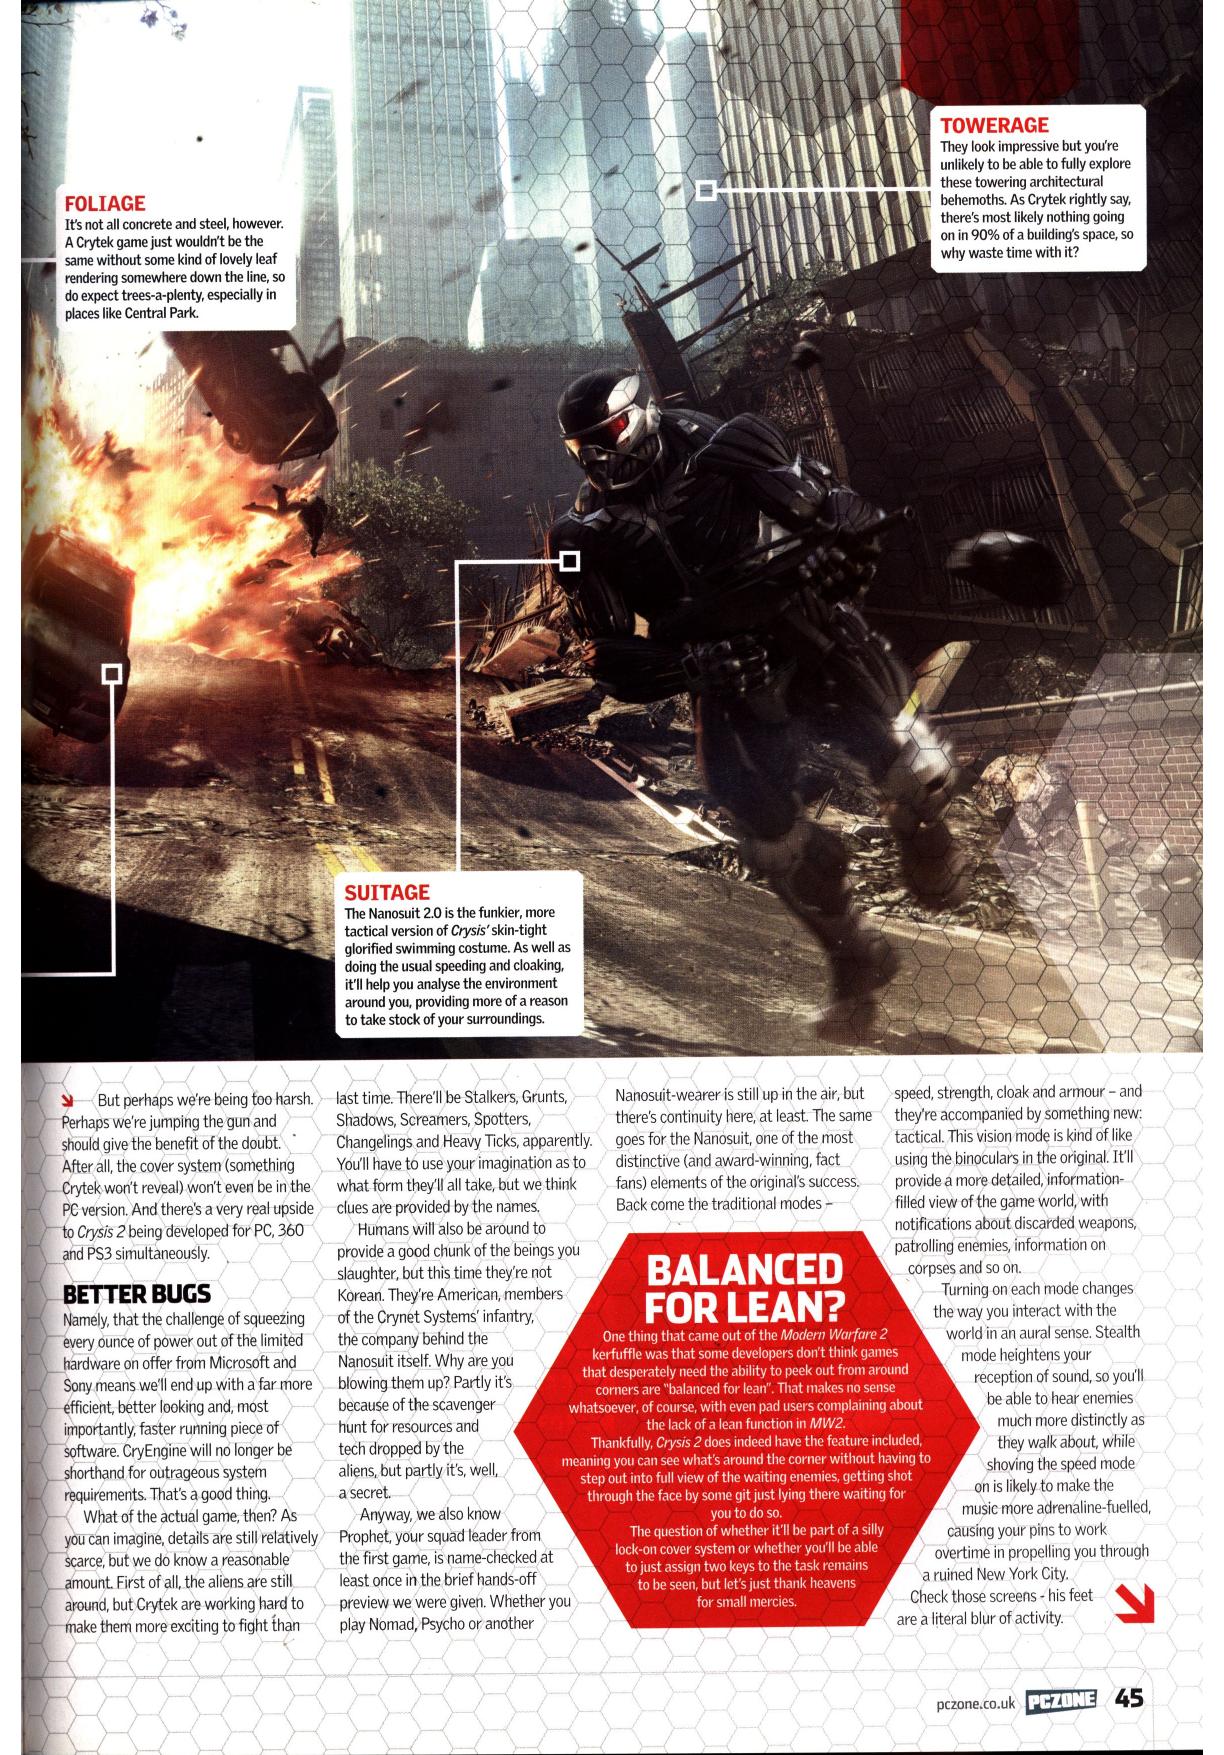 FOLIAGE
It's not all concrete and steel, however.
A Crytek game just wouldn't be the
same without some kind of lovely leaf
rendering somewhere down the line, so
do expect trees-a-plenty, especially in
places like Central Park.
TOWERAGE
They look impressive but you're
unlikely to be able to fully explore
these towering architectural
behemoths. As Crytek rightly say,
there's most likely nothing going
on in 90% of a building's space, so
why waste time with it?
SUITAGE
The Nanosuit 2.0 is the funkier, more
tactical version of Crysis' skin-tight
glorified swimming costume. As well as
doing the usual speeding and cloaking,
it'll help you analyse the environment
around you, providing more of a reason
to take stock of your surroundings.
But perhaps we're being too harsh.
Perhaps we're jumping the gun and
should give the benefit of the doubt.
After all, the cover system (something
Crytek won't reveal) won't even be in the
PC version. And there's a very real upside
to Crysis 2 being developed for PC, 360
and PS3 simultaneously.
BETTER BUGS
Namely, that the challenge of squeezing
every ounce of power out of the limited
hardware on offer from Microsoft and
Sony means we'll end up with a far more
efficient, better looking and, most
importantly, faster running piece of
software. CryEngine will no longer be
shorthand for outrageous system
requirements. That's a good thing.
What of the actual game, then? As
you can imagine, details are still relatively
scarce, but we do know a reasonable
amount. First of all, the aliens are still
around, but Crytek are working hard to
make them more exciting to fight than
last time. There'll be Stalkers, Grunts,
Shadows, Screamers, Spotters,
Changelings and Heavy Ticks, apparently.
You'll have to use your imagination as to
what form they'll all take, but we think
clues are provided by the names.
Humans will also be around to
provide a good chunk of the beings you
slaughter, but this time they're not
Korean. They're American, members
of the Crynet Systems' infantry,
the company behind the
Nanosuit itself. Why are you
blowing them up? Partly it's
because of the scavenger
hunt for resources and
tech dropped by the
aliens, but partly it's, well,
a secret.
Anyway, we also know
Prophet, your squad leader from
the first game, is name-checked at
least once in the brief hands-off
preview we were given. Whether you
play Nomad, Psycho or another
Nanosuit-wearer is still up in the air, but
there's continuity here, at least. The same
goes for the Nanosuit, one of the most
distinctive (and award-winning, fact
fans) elements of the original's success.
Back come the traditional modes –
speed, strength, cloak and armour – and
they're accompanied by something new:
tactical. This vision mode is kind of like
using the binoculars in the original. It'll
provide a more detailed, information-
filled view of the game world, with
notifications about discarded weapons,
patrolling enemies, information on
corpses and so on.
Turning on each mode changes
the way you interact with the
world in an aural sense. Stealth
mode heightens your
reception of sound, so you'll
be able to hear enemies
much more distinctly as
they walk about, while
shoving the speed mode
on is likely to make the
music more adrenaline-fuelled,
causing your pins to work
overtime in propelling you through
a ruined New York City.
Check those screens - his feet
are a literal blur of activity.
BALANCED
FOR LEAN?
One thing that came out of the Modern Warfare 2
kerfuffle was that some developers don't think games
that desperately need the ability to peek out from around
corners are "balanced for lean". That makes no sense
whatsoever, of course, with even pad users complaining about
the lack of a lean function in MW2.
Thankfully, Crysis 2 does indeed have the feature included,
meaning you can see what's around the corner without having to
step out into full view of the waiting enemies, getting shot
through the face by some git just lying there waiting for
you to do so.
The question of whether it'll be part of a silly
lock-on cover system or whether you'll be able
to just assign two keys to the task remains
to be seen, but let's just thank heavens
for small mercies.
pczone.co.uk PCZONE 45